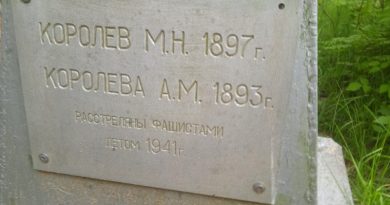 КОРОЛЕВ М.Н. 1897г.
КОРОЛЕВА А.М. 1893г.
РАССТРЕЛЯНЫ ФАШИСТАМИ
ЛЕТОМ 1941г